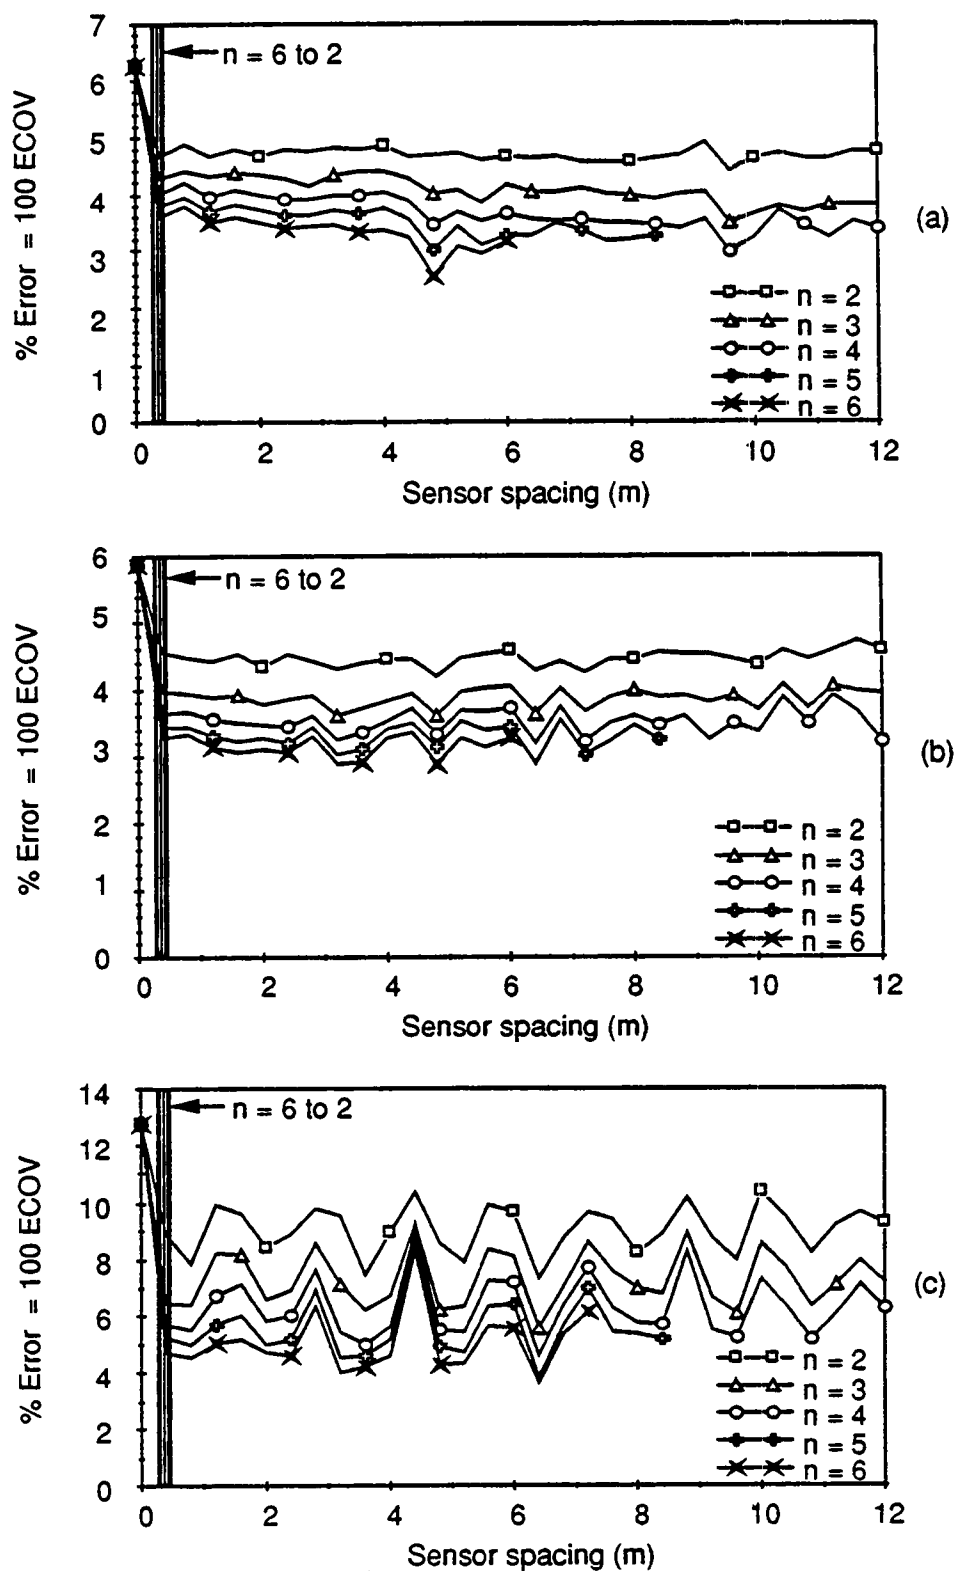 7
6
5
4
3
2
1
0
% Error = 100 ECOV
n = 6 to 2
(a)
n = 2
n = 3
n = 4
n = 5
n = 6
0 2 4 6 8 10 12
Sensor spacing (m)
6
5
4
3
2
1
0
% Error = 100 ECOV
n = 6 to 2
(b)
n = 2
n = 3
n = 4
n = 5
n = 6
0 2 4 6 8 10 12
Sensor spacing (m)
14
12
10
8
6
4
2
0
% Error = 100 ECOV
n = 6 to 2
(c)
n = 2
n = 3
n = 4
n = 5
n = 6
0 2 4 6 8 10 12
Sensor spacing (m)